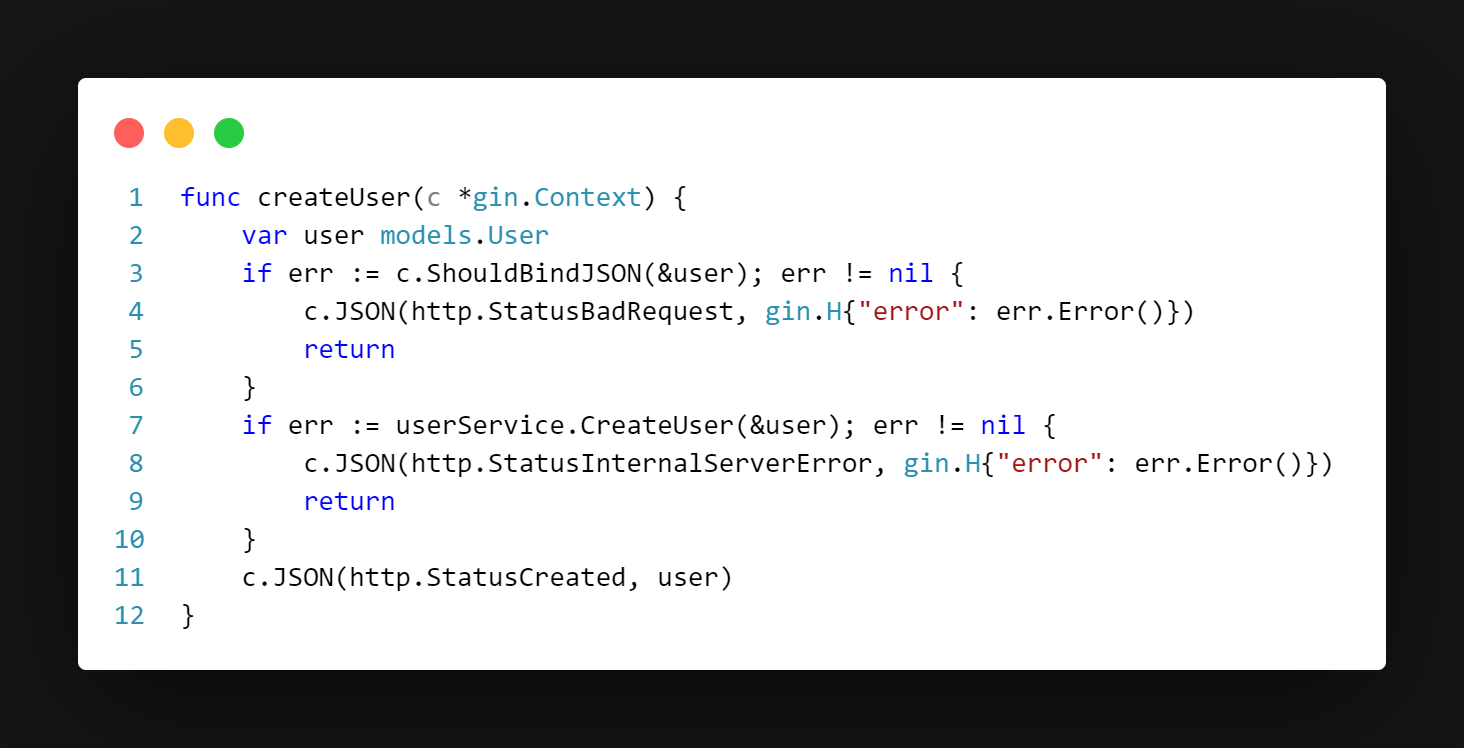 1 func createUser(c *gin.Context) {
2     var user models.User
3     if err := c.ShouldBindJSON(&user); err != nil {
4         c.JSON(http.StatusBadRequest, gin.H{"error": err.Error()})
5         return
6     }
7     if err := userService.CreateUser(&user); err != nil {
8         c.JSON(http.StatusInternalServerError, gin.H{"error": err.Error()})
9         return
10     }
11     c.JSON(http.StatusCreated, user)
12 }